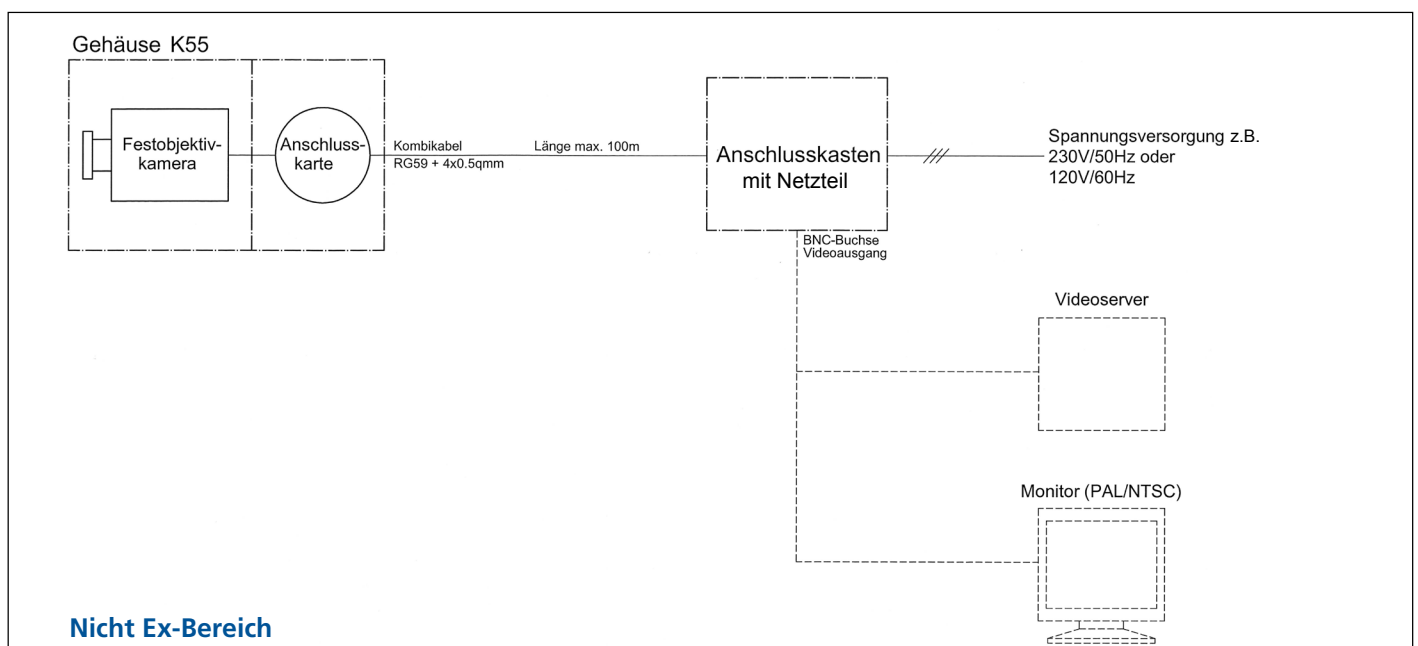 Gehäuse K55
Festobjektiv-
kamera
Anschluss-
karte
Kombikabel
RG59 + 4x0.5qmm
Länge max. 100m
Anschlusskasten
mit Netzteil
Spannungsversorgung z.B.
230V/50Hz oder
120V/60Hz
BNC-Buchse
Videoausgang
Videoserver
Monitor (PAL/NTSC)
Nicht Ex-Bereich